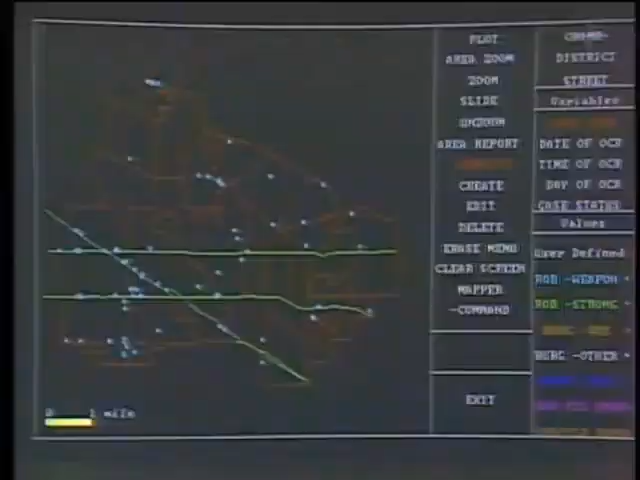 PLOT
AREA ZOOM
ZOOM
SLIDE
UNZOOM
AREA REPORT
CREATE
EDIT
DELETE
ERASE MENU
CLEAR SCREEN
MAPPER
-COMMAND
EXIT
DISTRICT
STREET
Variables
DATE OF OCR
TIME OF OCR
DAY OF OCR
CASE STATUS
Values
User Defined
ROB -WEAPON
ROB -STRONG
BURG -OTHER
0 1 mile